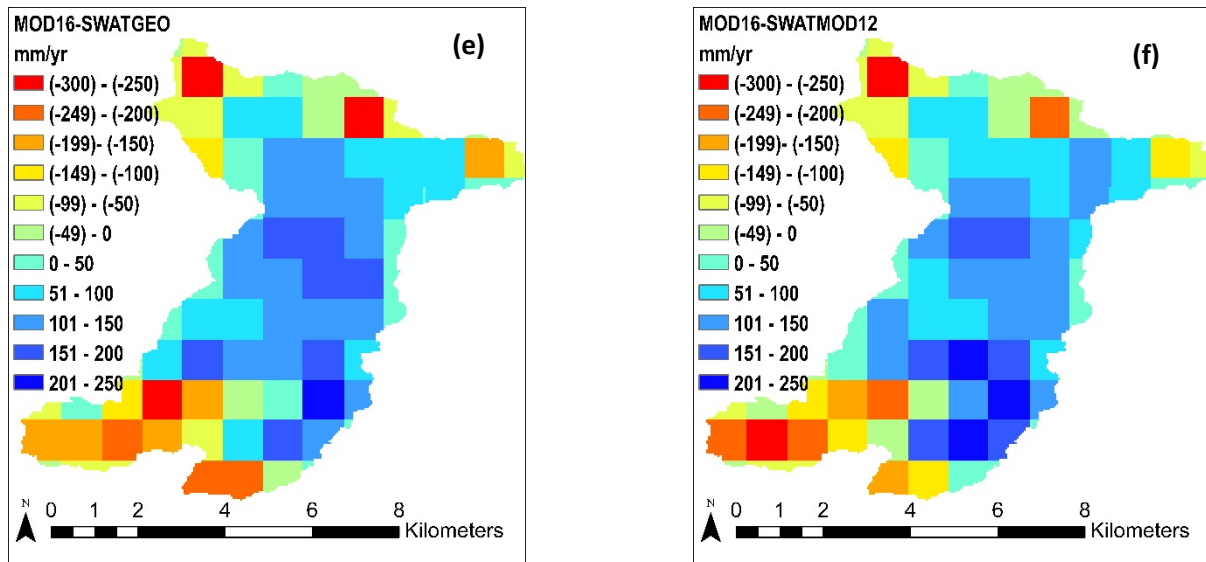 MOD16-SWATGEO
mm/yr
(e)
(-300) - (-250)
(-249) - (-200)
(-199)- (-150)
(-149) - (-100)
(-99) - (-50)
(-49) - 0
0 - 50
51 - 100
101 - 150
151 - 200
201 - 250
N
0 1 2 4 6 8
Kilometers
MOD16-SWATMOD12
mm/yr
(f)
(-300) - (-250)
(-249) - (-200)
(-199)- (-150)
(-149) - (-100)
(-99) - (-50)
(-49) - 0
0 - 50
51 - 100
101 - 150
151 - 200
201 - 250
N
0 1 2 4 6 8
Kilometers